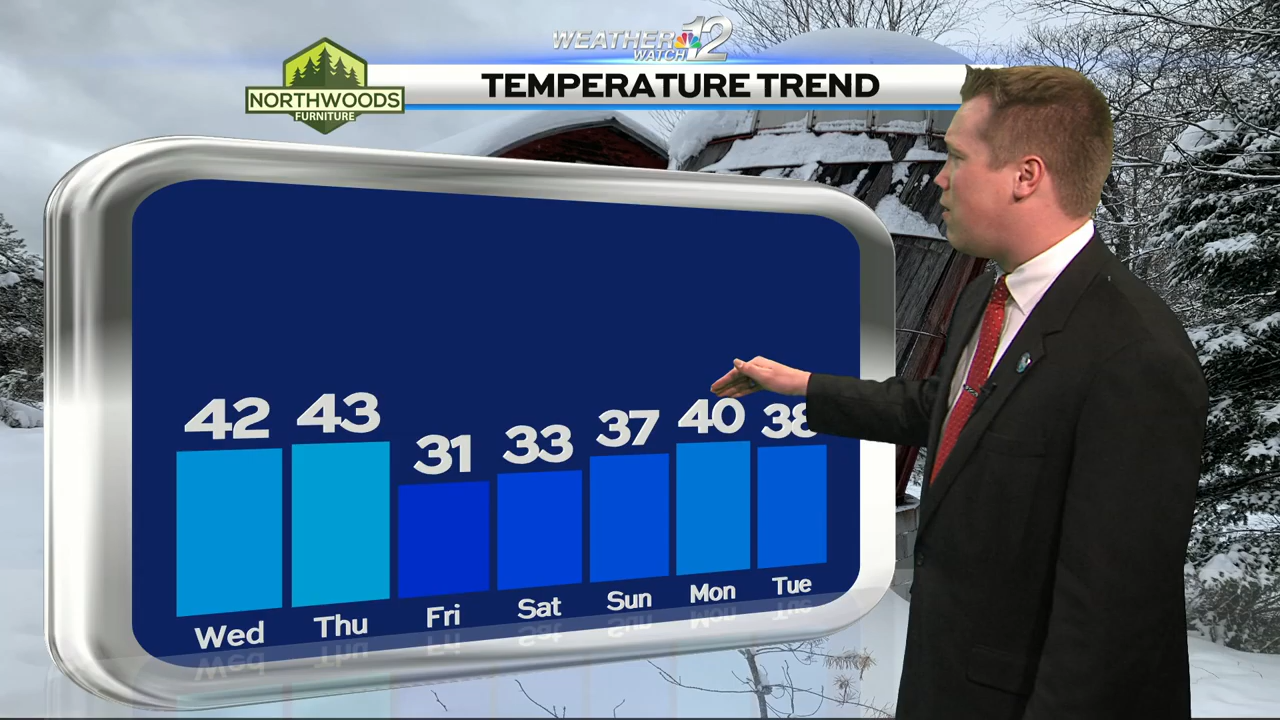 WEATHER
WATCH 12
TEMPERATURE TREND
NORTHWOODS
FURNITURE
42 43 31 33 37 40 38
Wed Thu Fri Sat Sun Mon Tue